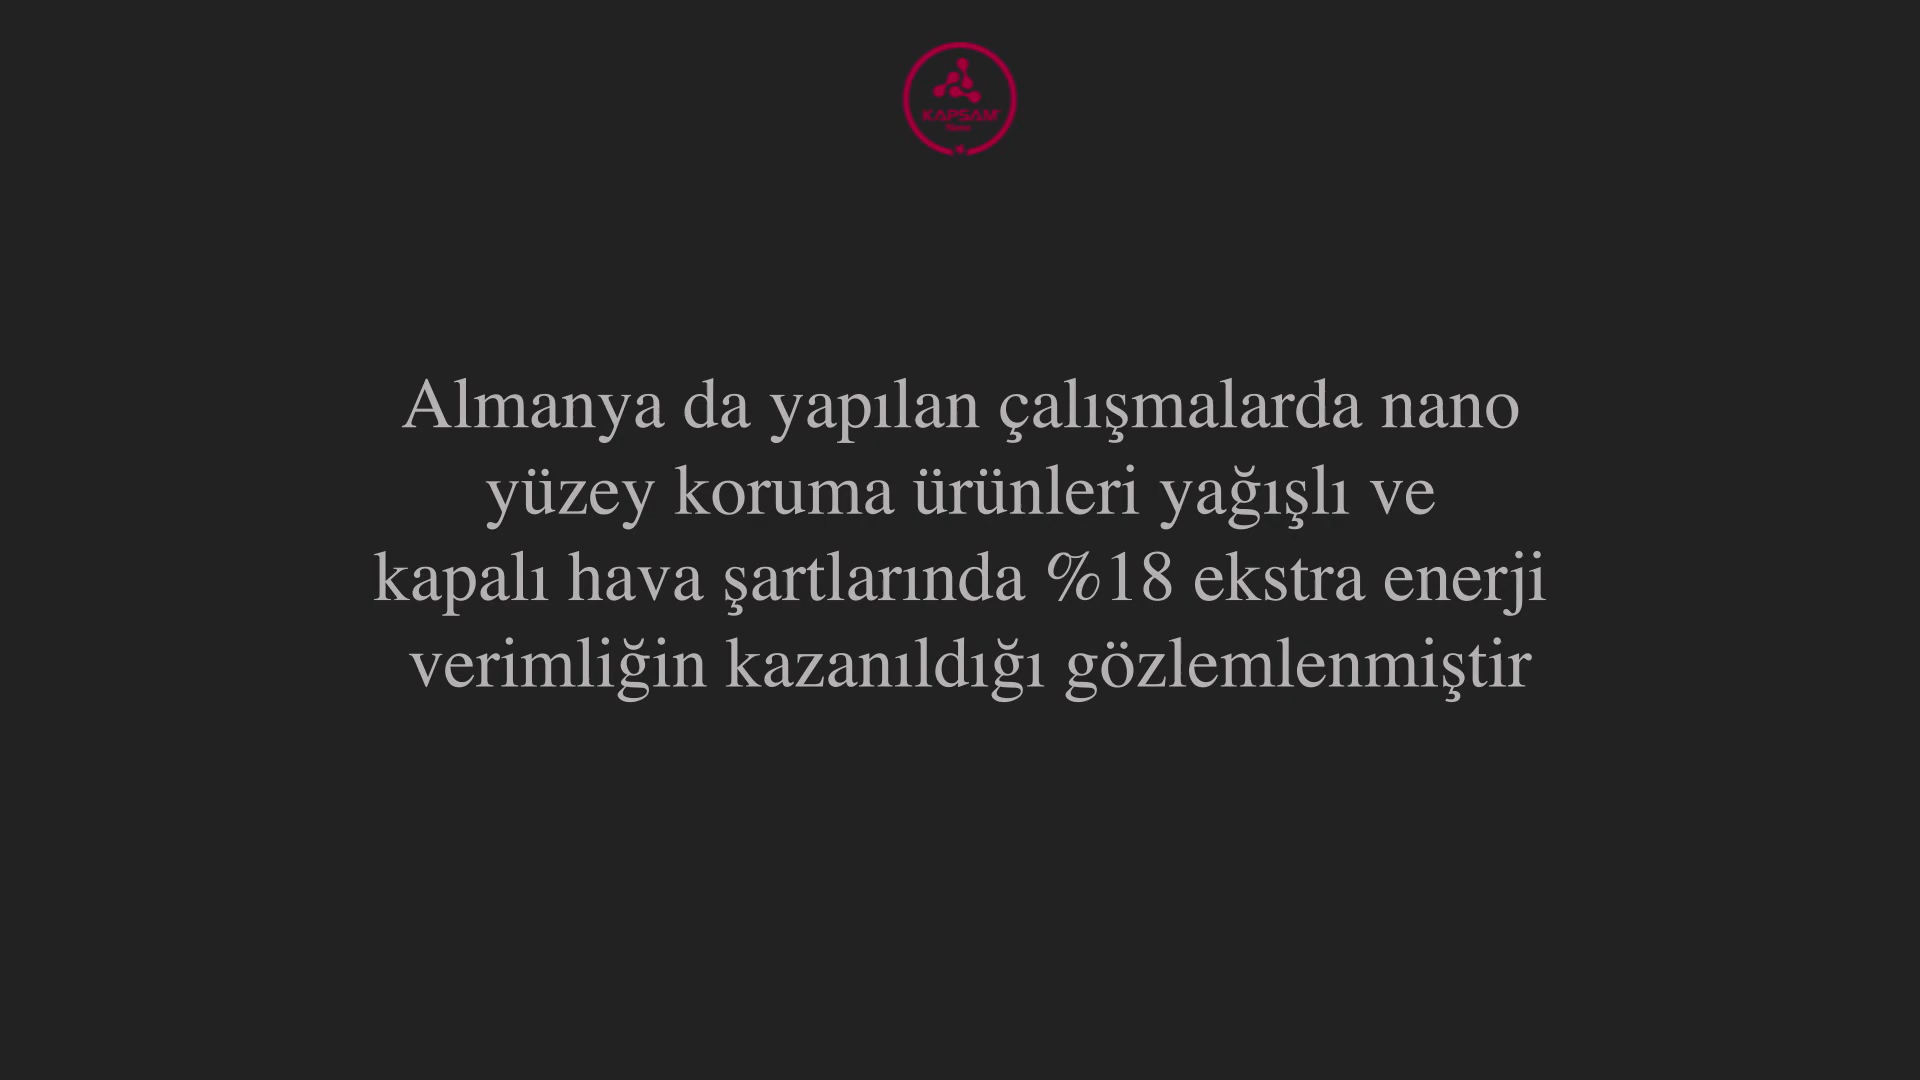 KAPSAM
Almanya da yapılan çalışmalarda nano
yüzey koruma ürünleri yağışlı ve
kapalı hava şartlarında %18 ekstra enerji
verimliğin kazanıldığı gözlemlenmiştir